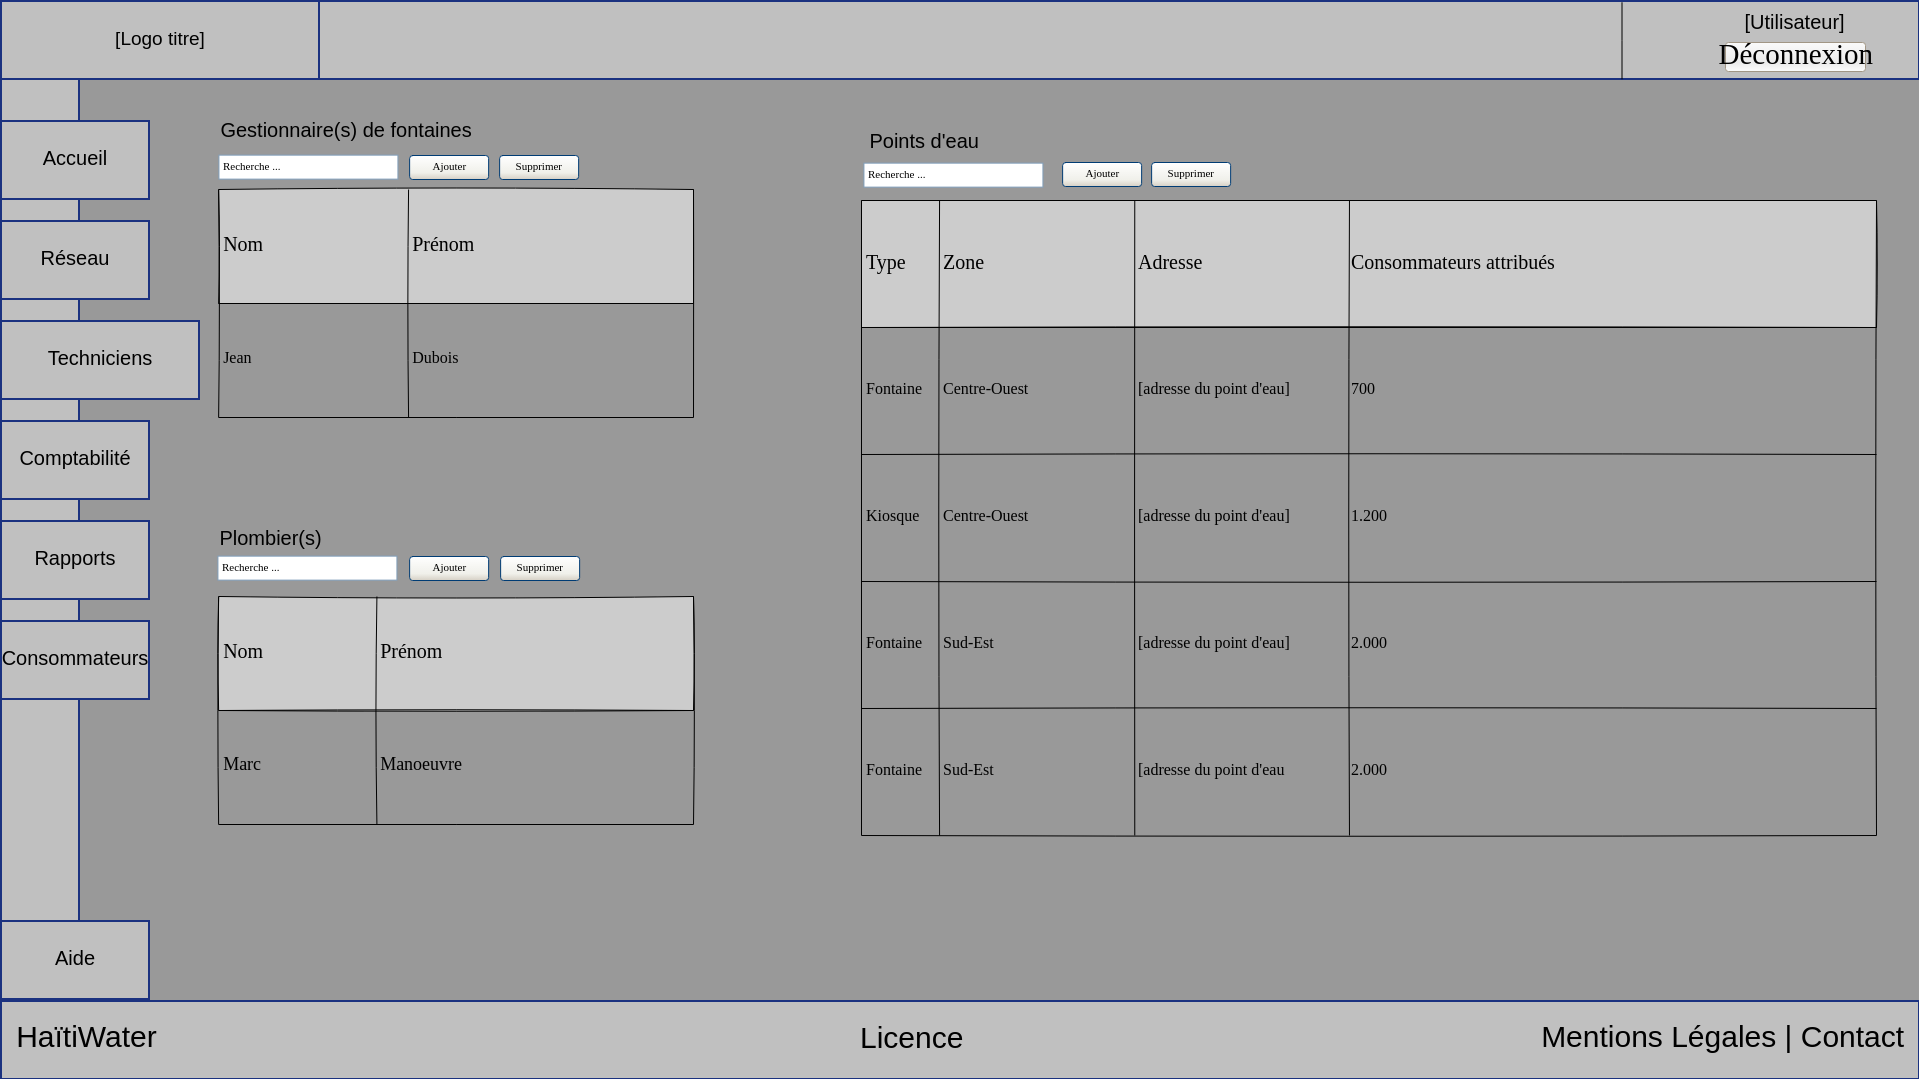 [Logo titre]
[Utilisateur]
Déconnexion
Accueil
Réseau
Techniciens
Comptabilité
Rapports
Consommateurs
Aide
Gestionnaire(s) de fontaines
Recherche ... Ajouter Supprimer
Nom Prénom
Jean Dubois
Plombier(s)
Recherche ... Ajouter Supprimer
Nom Prénom
Marc Manoeuvre
Points d'eau
Recherche ... Ajouter Supprimer
Type Zone Adresse Consommateurs attribués
Fontaine Centre-Ouest [adresse du point d'eau] 700
Kiosque Centre-Ouest [adresse du point d'eau] 1.200
Fontaine Sud-Est [adresse du point d'eau] 2.000
Fontaine Sud-Est [adresse du point d'eau 2.000
HaïtiWater Licence Mentions Légales | Contact